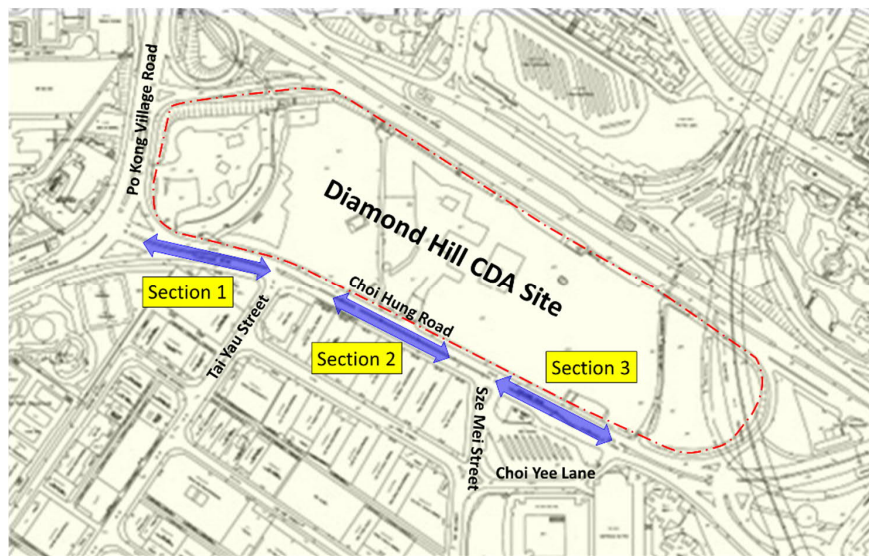 Po Kong Village Road
Diamond Hill CDA Site
Section 1
Choi Hung Road
Tai Yau Street
Section 2
Section 3
Sze Mei Street
Choi Yee Lane